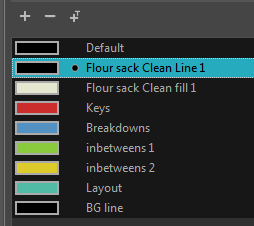 Default
Flour sack Clean Line 1
Flour sack Clean fill 1
Keys
Breakdowns
inbetweens 1
inbetweens 2
Layout
BG line